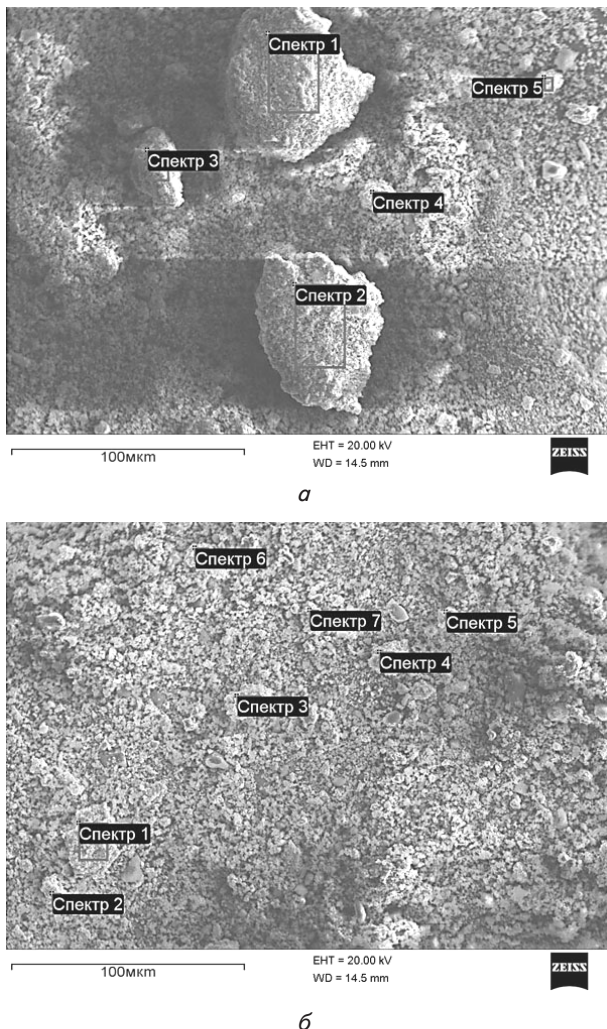 Спектр 1
Спектр 5
Спектр 3
Спектр 4
Спектр 2
100мкm
EHT = 20.00 kV
WD = 14.5 mm
ZEISS
а
Спектр 6
Спектр 7
Спектр 5
Спектр 4
Спектр 3
Спектр 1
Спектр 2
100мкm
EHT = 20.00 kV
WD = 14.5 mm
ZEISS
б